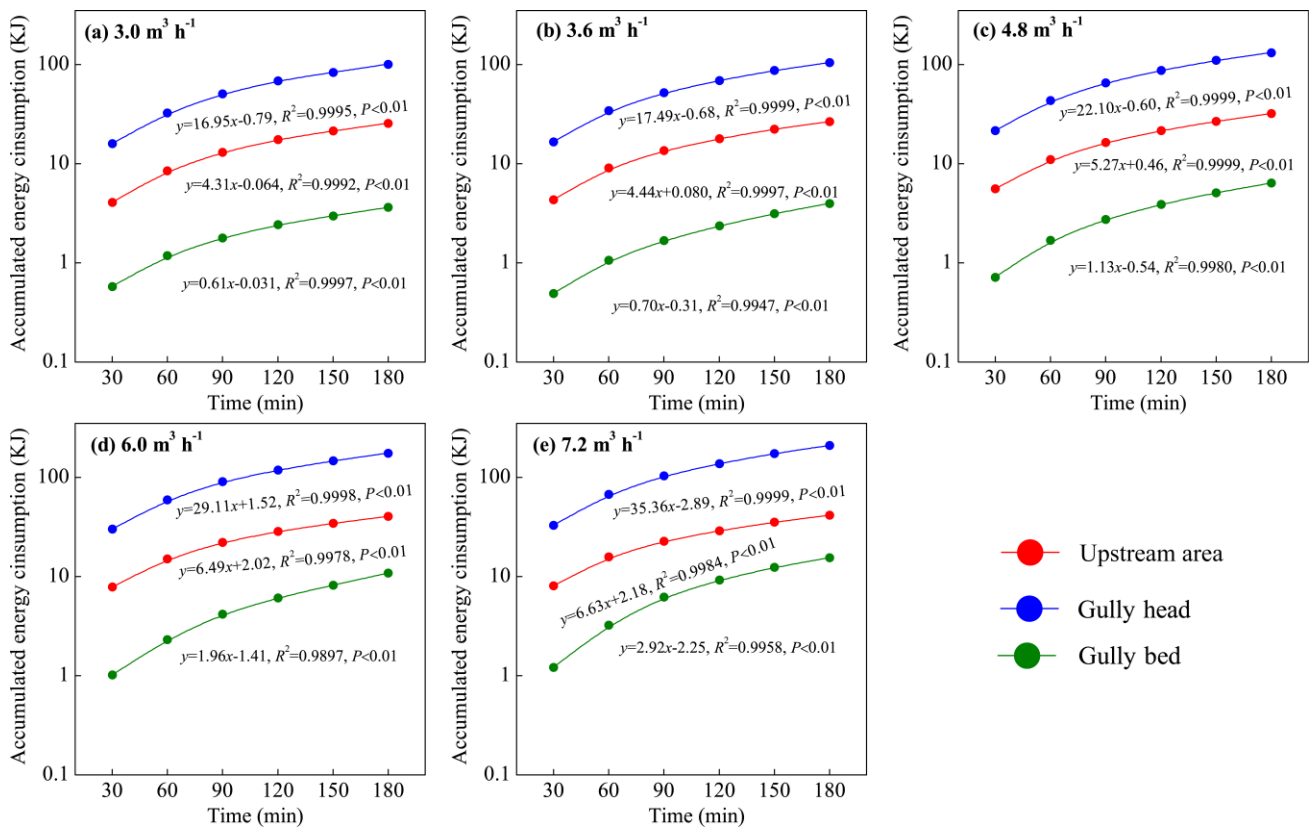 (a) 3.0 m³ h⁻¹
Accumulated energy cinsumption (KJ)
100
10
1
0.1
y=16.95x-0.79, R²=0.9995, P<0.01
y=4.31x-0.064, R²=0.9992, P<0.01
y=0.61x-0.031, R²=0.9997, P<0.01
30 60 90 120 150 180
Time (min)
(b) 3.6 m³ h⁻¹
Accumulated energy cinsumption (KJ)
100
10
1
0.1
y=17.49x-0.68, R²=0.9999, P<0.01
y=4.44x+0.080, R²=0.9997, P<0.01
y=0.70x-0.31, R²=0.9947, P<0.01
30 60 90 120 150 180
Time (min)
(c) 4.8 m³ h⁻¹
Accumulated energy cinsumption (KJ)
100
10
1
0.1
y=22.10x-0.60, R²=0.9999, P<0.01
y=5.27x+0.46, R²=0.9999, P<0.01
y=1.13x-0.54, R²=0.9980, P<0.01
30 60 90 120 150 180
Time (min)
(d) 6.0 m³ h⁻¹
Accumulated energy cinsumption (KJ)
100
10
1
0.1
y=29.11x+1.52, R²=0.9998, P<0.01
y=6.49x+2.02, R²=0.9978, P<0.01
y=1.96x-1.41, R²=0.9897, P<0.01
30 60 90 120 150 180
Time (min)
(e) 7.2 m³ h⁻¹
Accumulated energy cinsumption (KJ)
100
10
1
0.1
y=35.36x-2.89, R²=0.9999, P<0.01
y=6.63x+2.18, R²=0.9984, P<0.01
y=2.92x-2.25, R²=0.9958, P<0.01
30 60 90 120 150 180
Time (min)
Upstream area
Gully head
Gully bed